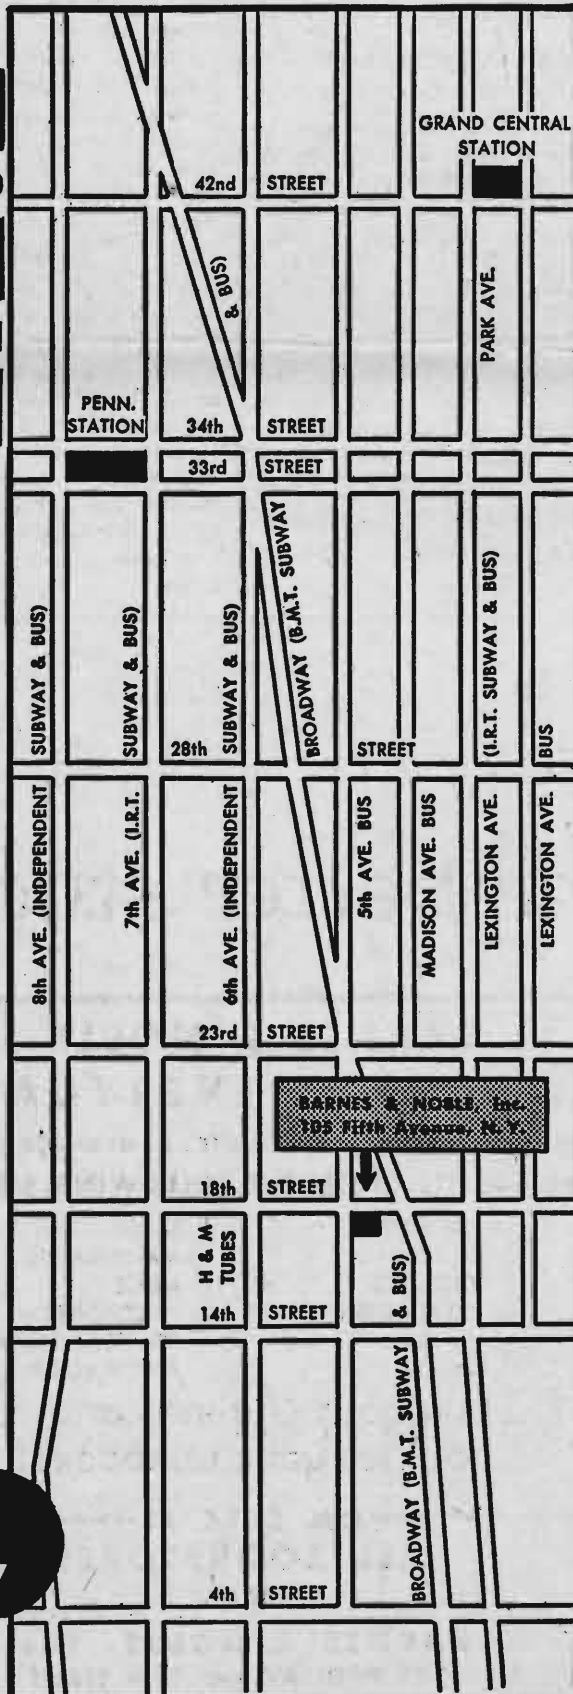 GRAND CENTRAL
STATION
42nd STREET
& BUS)
PARK AVE.
PENN.
STATION
34th STREET
33rd STREET
8th AVE. (INDEPENDENT SUBWAY & BUS)
7th AVE. (I.R.T. SUBWAY & BUS)
6th AVE. (INDEPENDENT SUBWAY & BUS)
BROADWAY (B.M.T. SUBWAY
28th STREET
5th AVE. BUS
MADISON AVE. BUS
LEXINGTON AVE. (I.R.T. SUBWAY & BUS)
LEXINGTON AVE. BUS
23rd STREET
BARNES & NOBLE, Inc.
105 Fifth Avenue, N. Y.
18th STREET
H & M
TUBES
14th STREET
BROADWAY (B.M.T. SUBWAY & BUS)
4th STREET